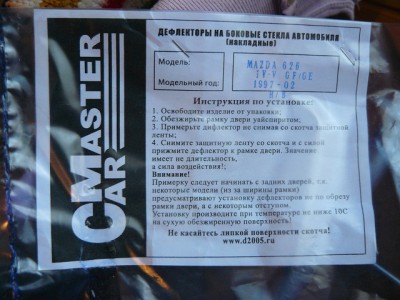 ДЕФЛЕКТОРЫ НА БОКОВЫЕ СТЕКЛА АВТОМОБИЛЯ
(накладные)
Модель:
MAZDA 626
IV-V GF/GE
Модельный год:
1997-02
H/B
Инструкция по установке:
1. Освободите изделие от упаковки;
2. Обезжирьте рамку двери уайтспиритом;
3. Примерьте дефлектор не снимая со скотча защитной
ленты;
4. Снимите защитную ленту со скотча и с силой
прижмите дефлектор к рамке двери. Значение
имеет не длительность,
а сила воздействия!;
Внимание!
Примерку следует начинать с задних дверей, т.к.
некоторые модели (из за ширины рамки)
предусматривают установку дефлекторов не по обрезу
рамки двери, а с некоторым отступом.
Установку производите при температуре не ниже 10С
на сухую обезжиренную поверхность!
Не касайтесь липкой поверхности скотча!
www.d2005.ru
MASTER
CAR